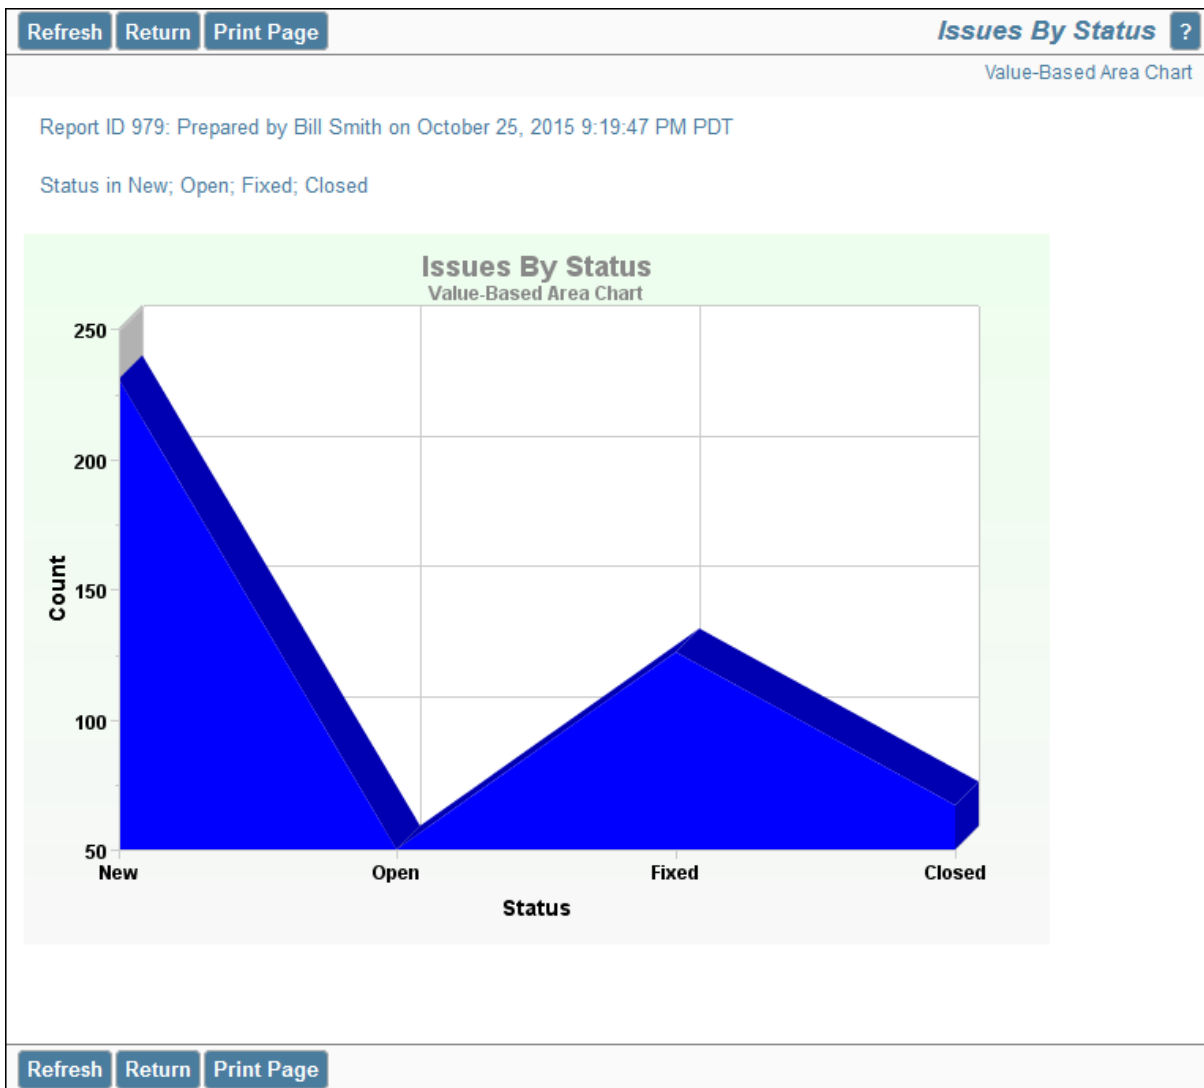 Refresh Return Print Page Issues By Status ?
Value-Based Area Chart
Report ID 979: Prepared by Bill Smith on October 25, 2015 9:19:47 PM PDT
Status in New; Open; Fixed; Closed
Issues By Status
Value-Based Area Chart
250
200
150
100
50
Count
New Open Fixed Closed
Status
Refresh Return Print Page